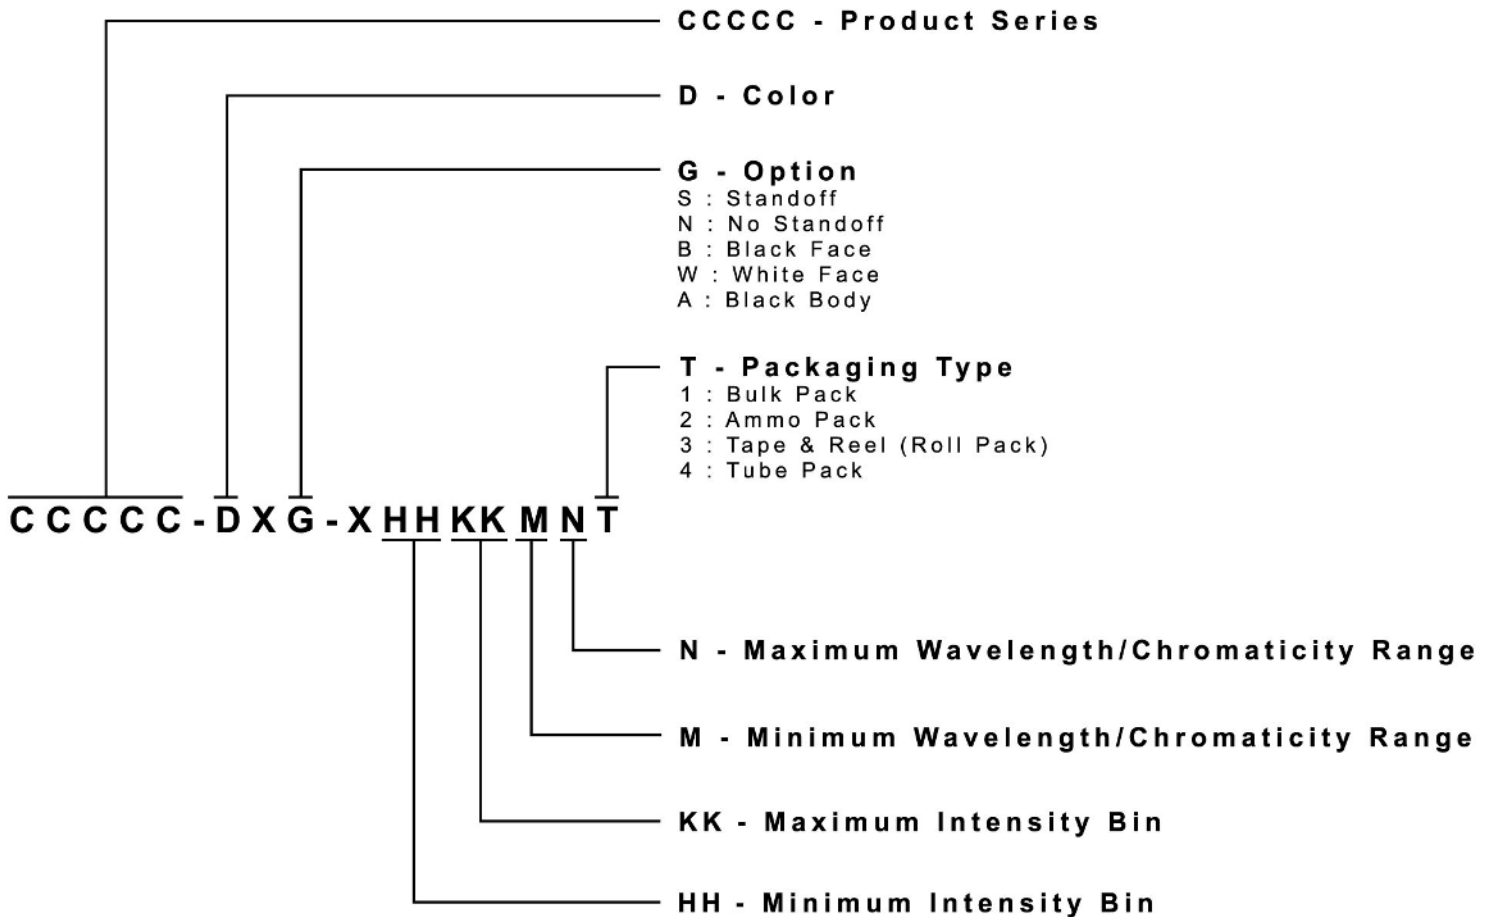 CCCCC - Product Series
D - Color
G - Option
S : Standoff
N : No Standoff
B : Black Face
W : White Face
A : Black Body
T - Packaging Type
1 : Bulk Pack
2 : Ammo Pack
3 : Tape & Reel (Roll Pack)
4 : Tube Pack
CCCCC-DXG-XHHKKMNT
N - Maximum Wavelength/Chromaticity Range
M - Minimum Wavelength/Chromaticity Range
KK - Maximum Intensity Bin
HH - Minimum Intensity Bin